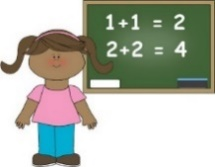 1+1 = 2
2+2 = 4